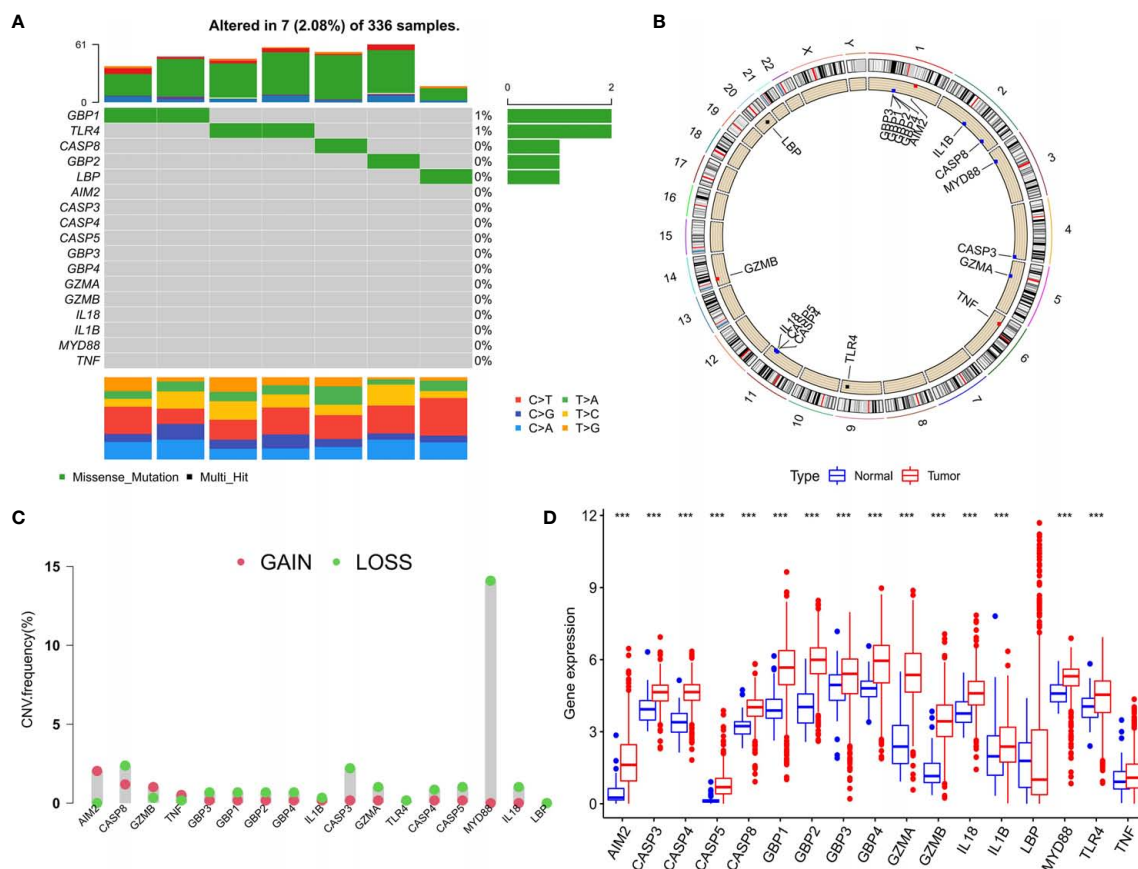 A
Altered in 7 (2.08%) of 336 samples.
61
0
0
2
GBP1 1%
TLR4 1%
CASP8 0%
GBP2 0%
LBP 0%
AIM2 0%
CASP3 0%
CASP4 0%
CASP5 0%
GBP3 0%
GBP4 0%
GZMA 0%
GZMB 0%
IL18 0%
IL1B 0%
MYD88 0%
TNF 0%
C>T T>A
C>G T>C
C>A T>G
Missense_Mutation Multi_Hit
B
1
2
3
4
5
6
7
8
9
10
11
12
13
14
15
16
17
18
19
20
21
22
X
Y
GBP3
GBP1
GBP2
GBP4
AIM2
IL1B
CASP8
MYD88
CASP3
GZMA
TNF
TLR4
CASP4
CASP5
IL18
GZMB
LBP
C
GAIN LOSS
CNV.frequency(%)
15
10
5
0
AIM2 CASP8 GZMB TNF GBP3 GBP1 GBP2 GBP4 IL1B CASP3 GZMA TLR4 CASP4 CASP5 MYD88 IL18 LBP
D
Type Normal Tumor
*** *** *** *** *** *** *** *** *** *** *** *** *** *** ***
Gene expression
12
9
6
3
0
AIM2 CASP3 CASP4 CASP5 CASP8 GBP1 GBP2 GBP3 GBP4 GZMA GZMB IL18 IL1B LBP MYD88 TLR4 TNF